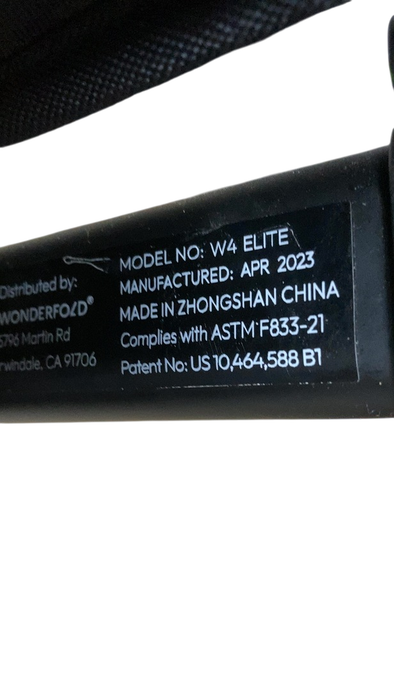 Distributed by:
WONDERFOLD®
5796 Martin Rd
rwindale, CA 91706
MODEL NO: W4 ELITE
MANUFACTURED: APR 2023
MADE IN ZHONGSHAN CHINA
Complies with ASTM F833-21
Patent No: US 10,464,588 B1